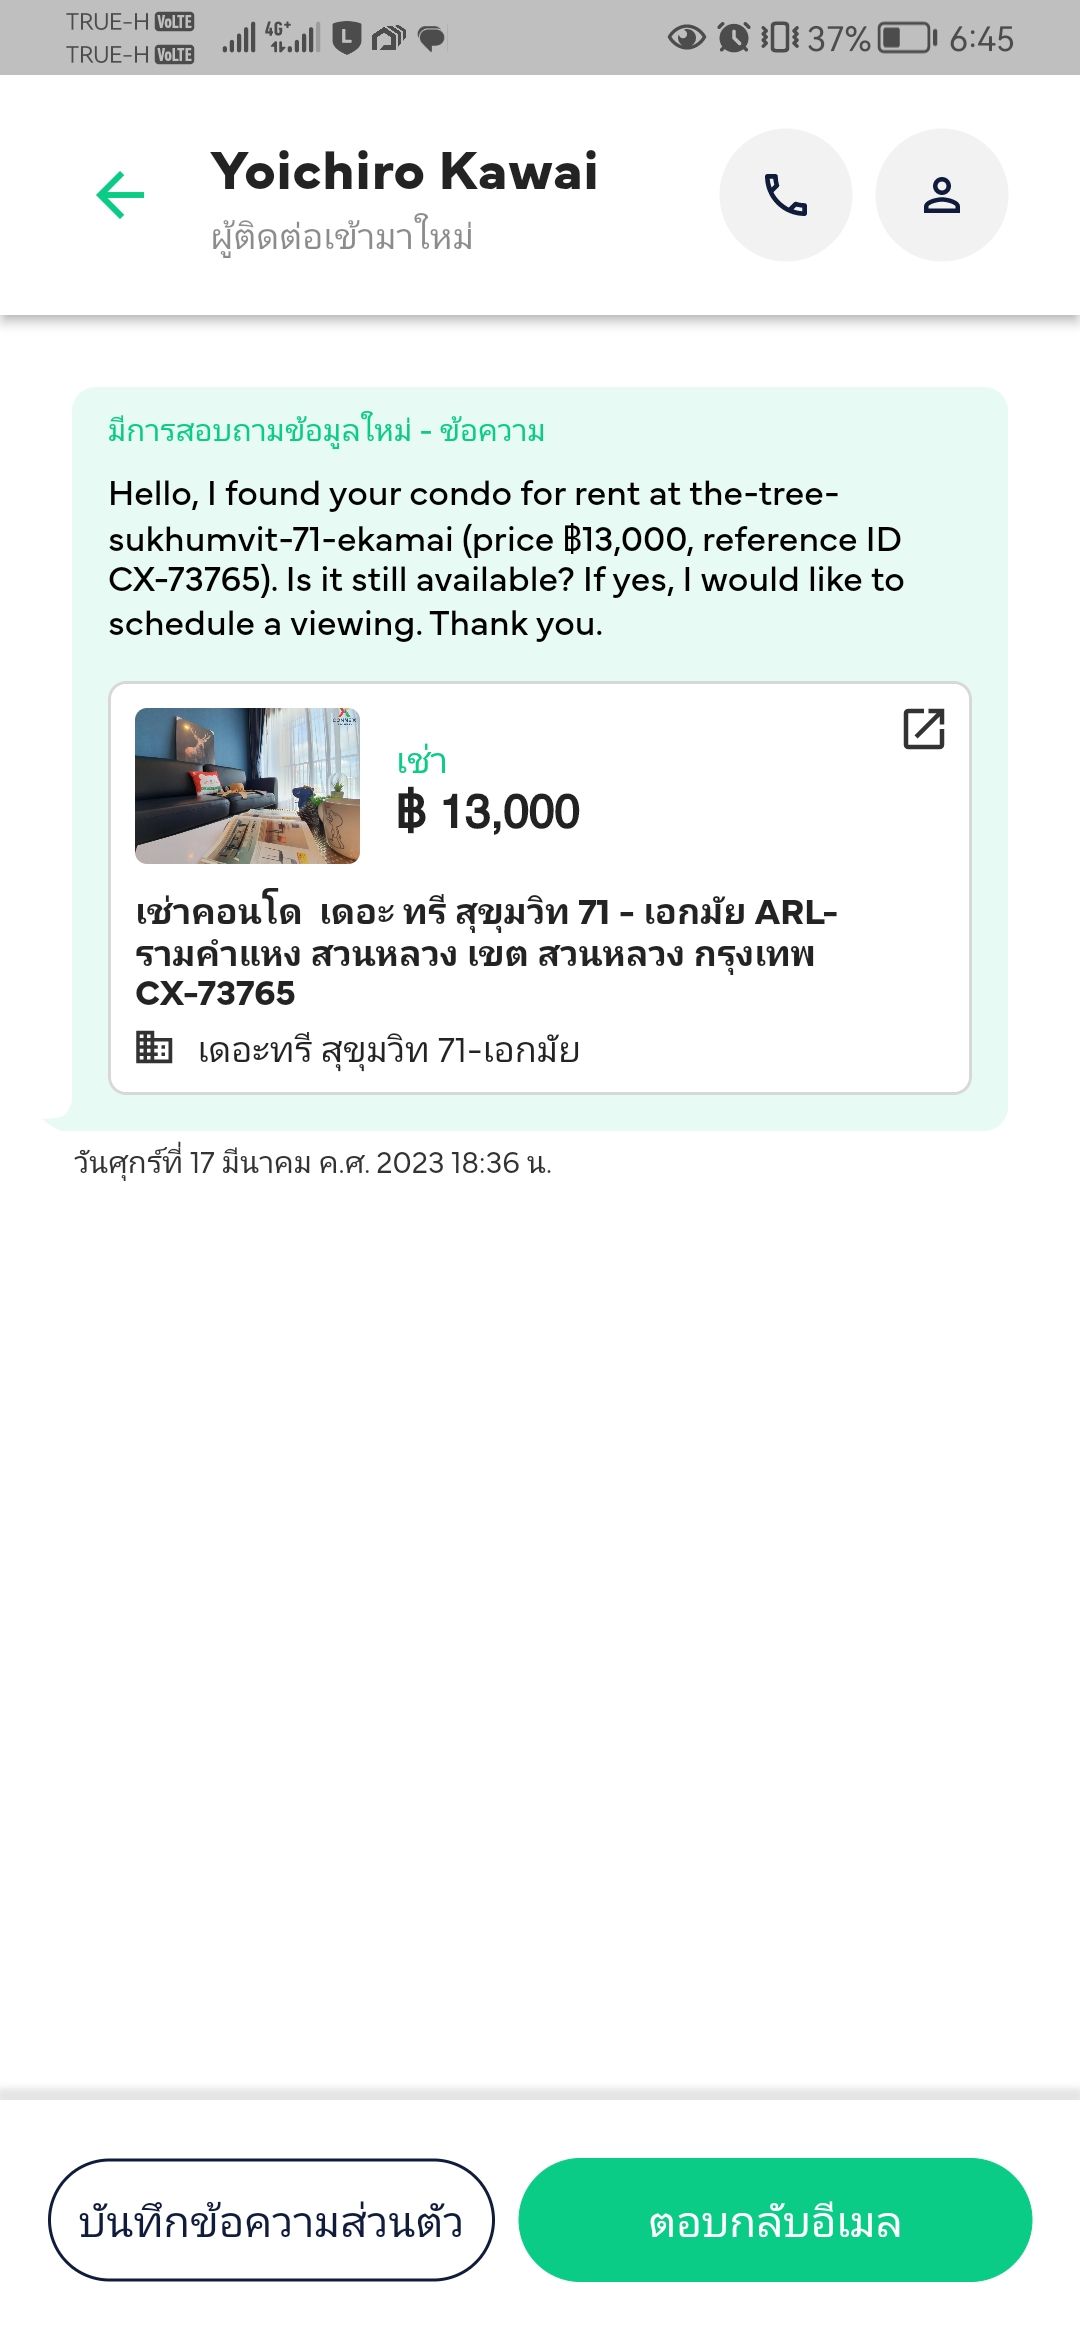 TRUE-H VoLTE
TRUE-H VoLTE
4G+
L
37%
6:45
Yoichiro Kawai
ผู้ติดต่อเข้ามาใหม่
มีการสอบถามข้อมูลใหม่ - ข้อความ
Hello, I found your condo for rent at the-tree-
sukhumvit-71-ekamai (price ฿13,000, reference ID
CX-73765). Is it still available? If yes, I would like to
schedule a viewing. Thank you.
เช่า
฿ 13,000
เช่าคอนโด เดอะ ทรี สุขุมวิท 71 - เอกมัย ARL-
รามคำแหง สวนหลวง เขต สวนหลวง กรุงเทพ
CX-73765
เดอะทรี สุขุมวิท 71-เอกมัย
วันศุกร์ที่ 17 มีนาคม ค.ศ. 2023 18:36 น.
บันทึกข้อความส่วนตัว
ตอบกลับอีเมล